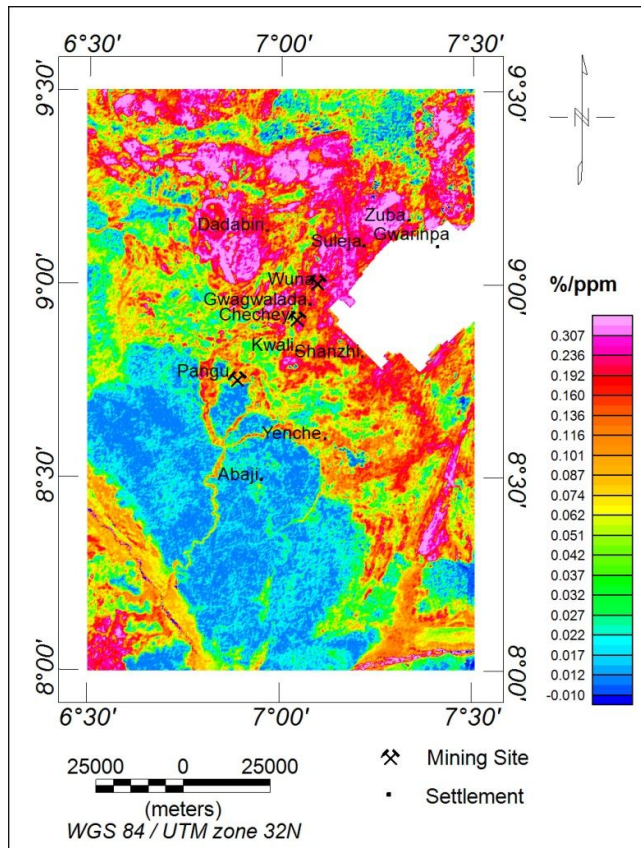 6°30' 7°00' 7°30'
9°30' 9°30'
N
Zuba
Dadabin
Gwarinpa
Suleja
Wuna
9°00' 9°00'
%/ppm
Gwagwalada
Chechey
0.307
Kwali
0.236
Shanzhi
0.192
Pangu
0.160
0.136
0.116
Yenche
0.101
0.087
Abaji
8°30' 8°30'
0.074
0.062
0.051
0.042
0.037
0.032
0.027
0.022
0.017
0.012
8°00' 8°00'
-0.010
6°30' 7°00' 7°30'
25000 0 25000
(meters)
WGS 84 / UTM zone 32N
Mining Site
Settlement